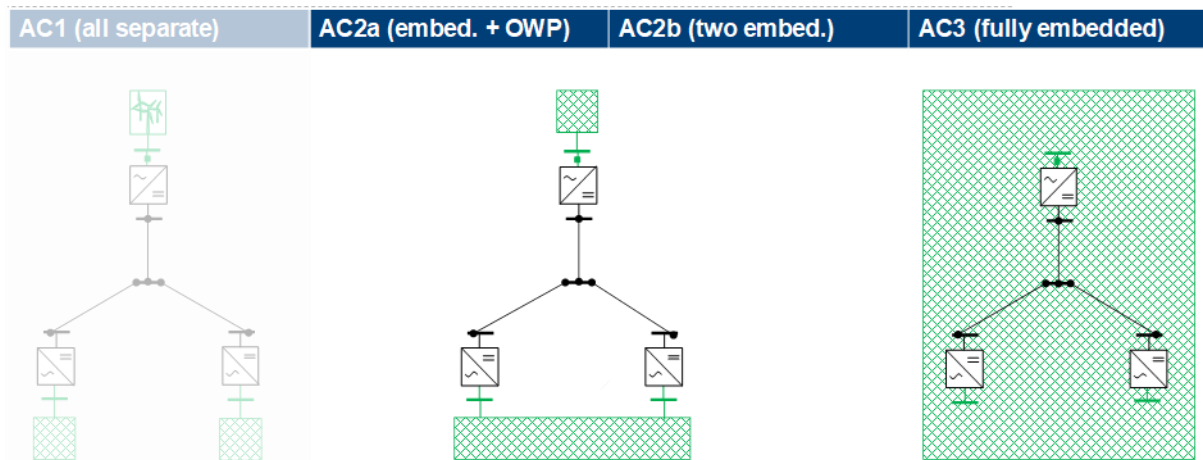 AC1 (all separate)
AC2a (embed. + OWP)
AC2b (two embed.)
AC3 (fully embedded)